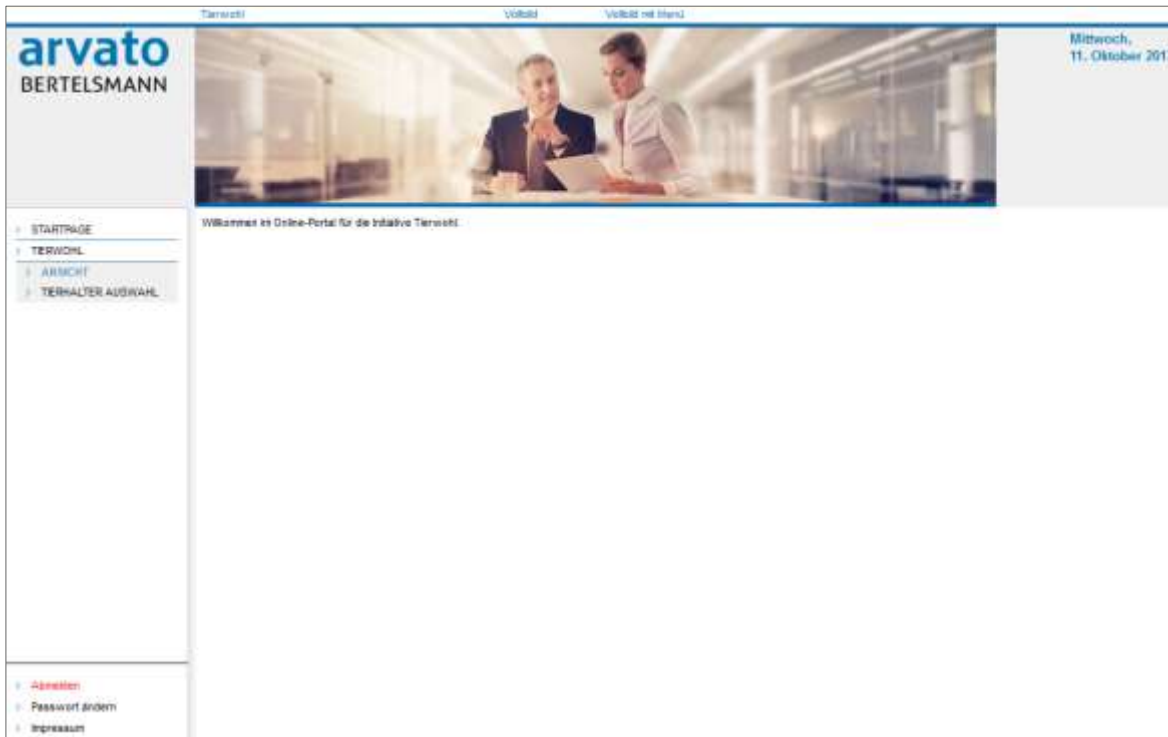 Tierwohl Vollbild Vollbild mit Menü
arvato
BERTELSMANN
Mittwoch,
11. Oktober 201
STARTPAGE
TIERWOHL
ANSICHT
TIERHALTER AUSWAHL
Willkommen im Online-Portal für die Initiative Tierwohl.
Abmelden
Passwort ändern
Impressum